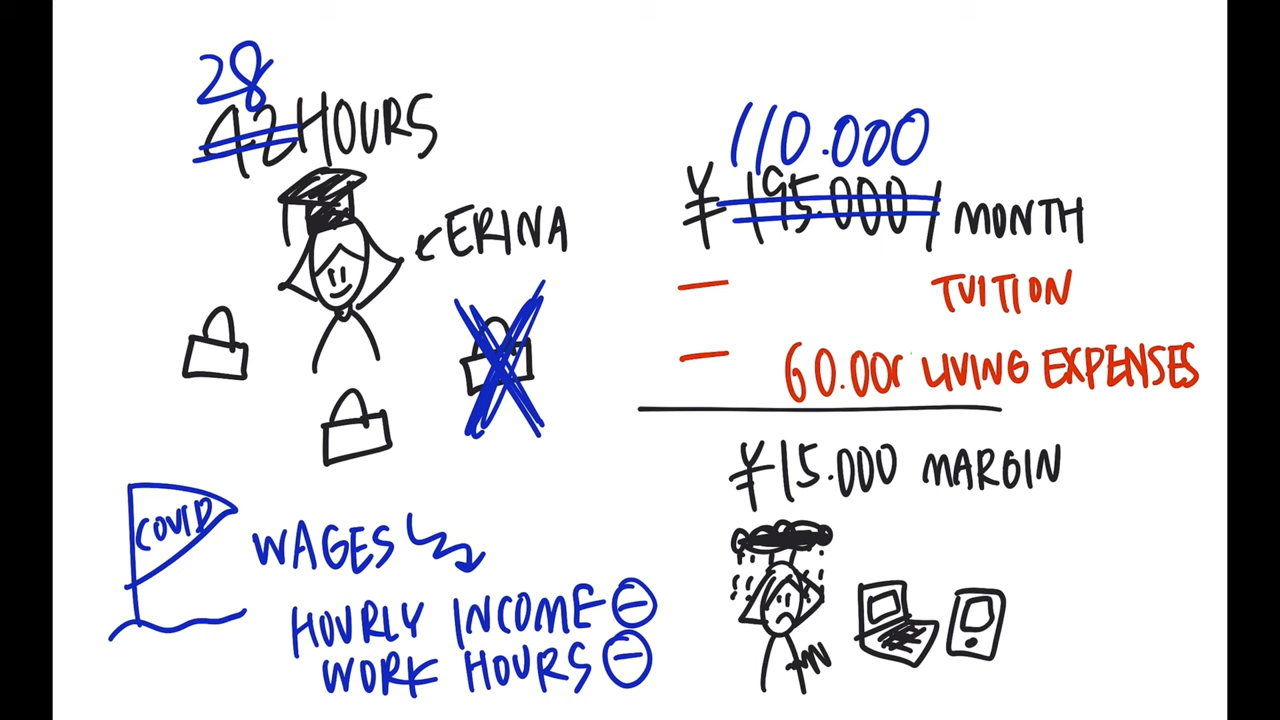 28
42 HOURS
ERINA
110.000
¥ 195.000/ MONTH
— TUITION
— 60.000 LIVING EXPENSES
¥15.000 MARGIN
COVID
WAGES
HOURLY INCOME −
WORK HOURS −